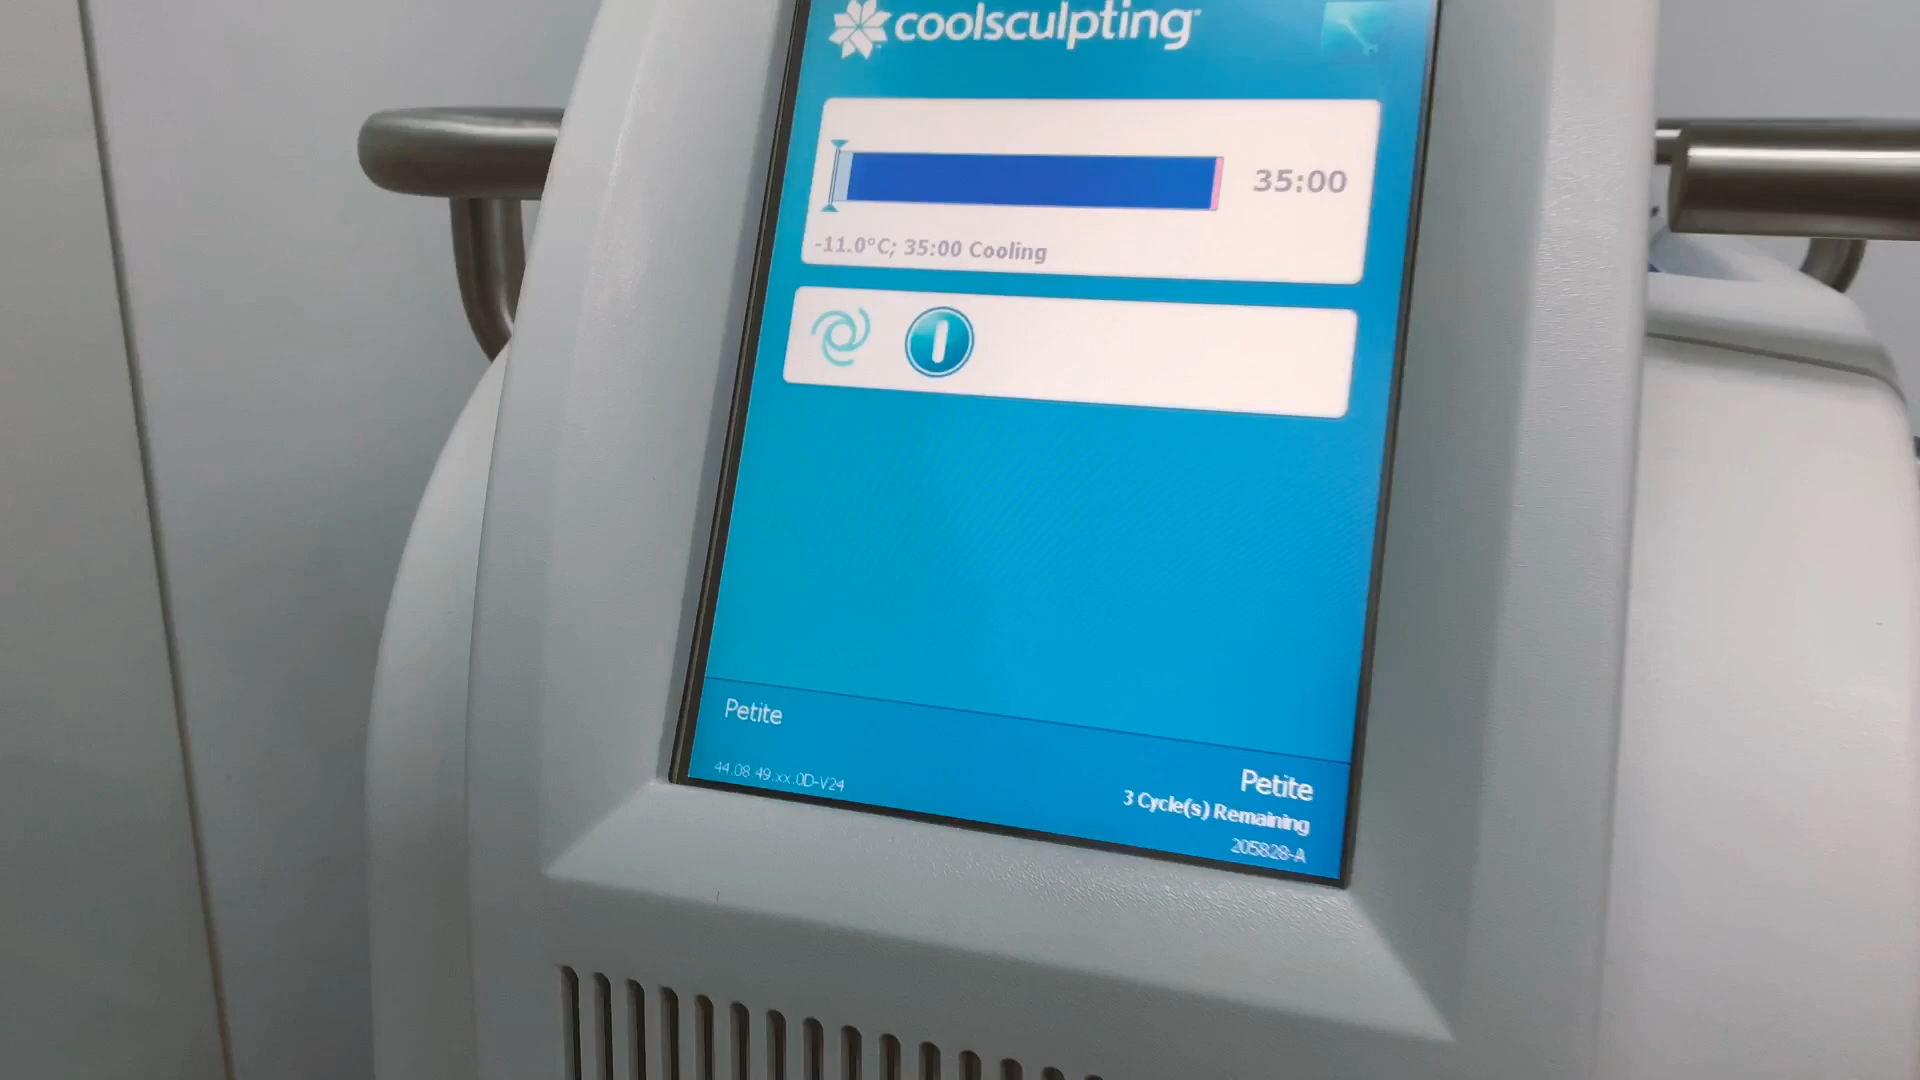 coolsculpting
35:00
-11.0°C; 35:00 Cooling
Petite
44.08 49.xx.0D-V24
Petite
3 Cycle(s) Remaining
205828-A